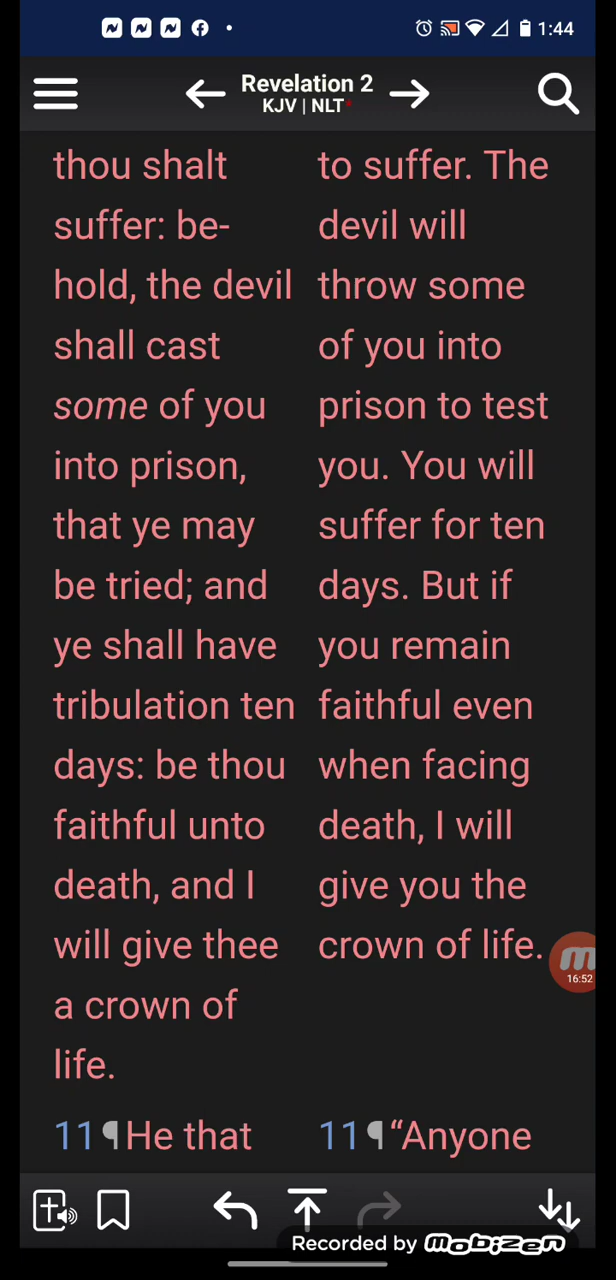 1:44
Revelation 2
KJV | NLT*
thou shalt
suffer: be-
hold, the devil
shall cast
some of you
into prison,
that ye may
be tried; and
ye shall have
tribulation ten
days: be thou
faithful unto
death, and I
will give thee
a crown of
life.
11 ¶ He that
to suffer. The
devil will
throw some
of you into
prison to test
you. You will
suffer for ten
days. But if
you remain
faithful even
when facing
death, I will
give you the
crown of life.
11 ¶ “Anyone
16:52
Recorded by mobizen